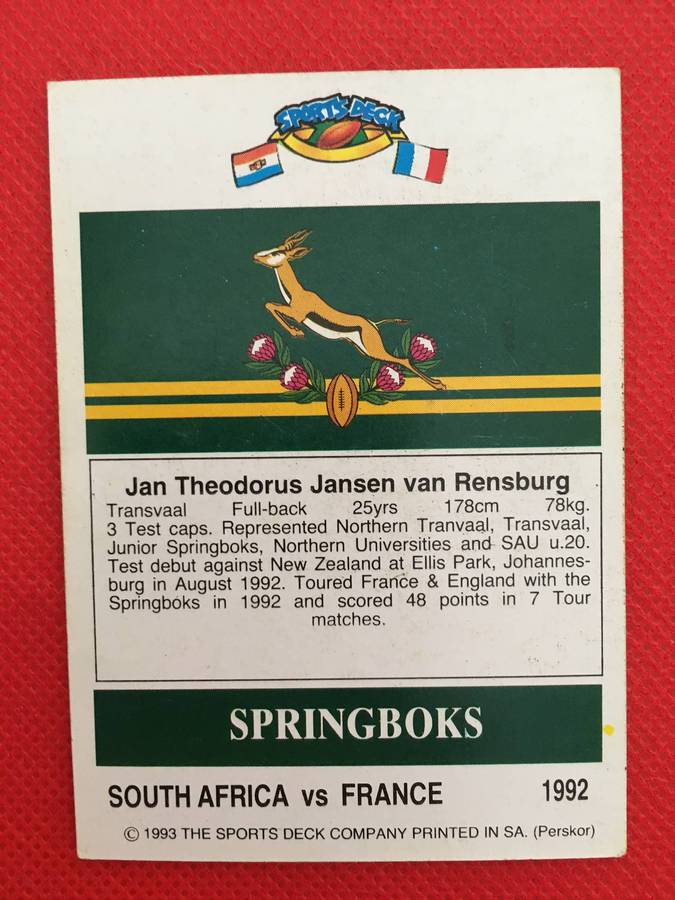 SPORTS DECK
Jan Theodorus Jansen van Rensburg
Transvaal Full-back 25yrs 178cm 78kg.
3 Test caps. Represented Northern Tranvaal, Transvaal,
Junior Springboks, Northern Universities and SAU u.20.
Test debut against New Zealand at Ellis Park, Johannes-
burg in August 1992. Toured France & England with the
Springboks in 1992 and scored 48 points in 7 Tour
matches.
SPRINGBOKS
SOUTH AFRICA vs FRANCE 1992
© 1993 THE SPORTS DECK COMPANY PRINTED IN SA. (Perskor)